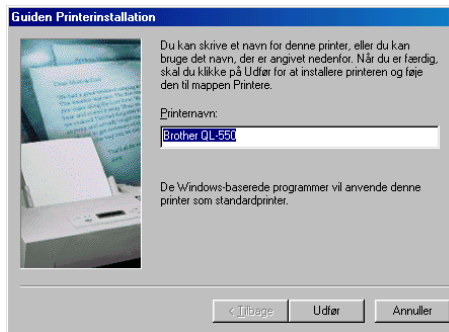 Guiden Printerinstallation
Du kan skrive et navn for denne printer, eller du kan
bruge det navn, der er angivet nedenfor. Når du er færdig,
skal du klikke på Udfør for at installere printeren og føje
den til mappen Printere.
Printernavn:
Brother QL-550
De Windows-baserede programmer vil anvende denne
printer som standardprinter.
< Tilbage
Udfør
Annuller